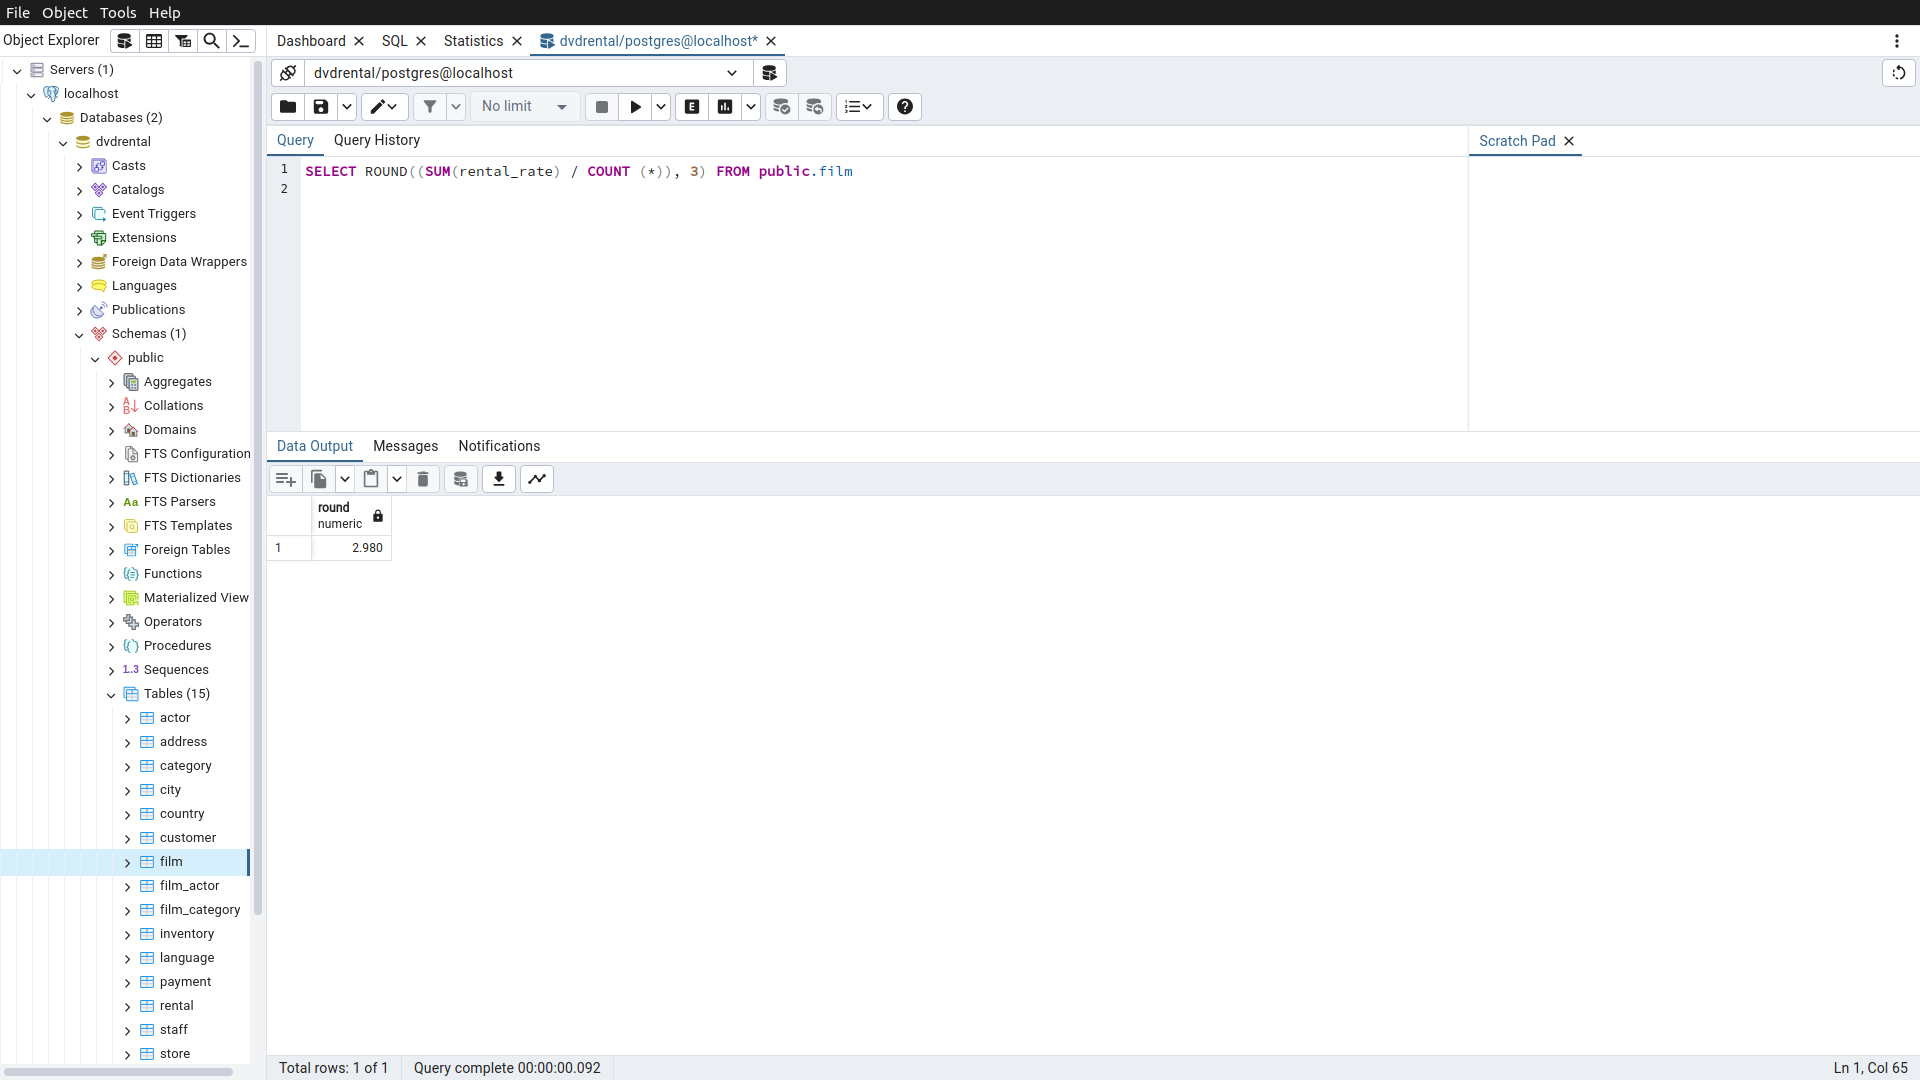 File Object Tools Help
Object Explorer
Dashboard SQL Statistics dvdrental/postgres@localhost*
dvdrental/postgres@localhost
No limit
E
Query Query History
Scratch Pad
1 SELECT ROUND((SUM(rental_rate) / COUNT (*)), 3) FROM public.film
2
Servers (1)
localhost
Databases (2)
dvdrental
Casts
Catalogs
Event Triggers
Extensions
Foreign Data Wrappers
Languages
Publications
Schemas (1)
public
Aggregates
Collations
Domains
FTS Configuration
FTS Dictionaries
Aa FTS Parsers
FTS Templates
Foreign Tables
Functions
Materialized View
Operators
Procedures
1..3 Sequences
Tables (15)
actor
address
category
city
country
customer
film
film_actor
film_category
inventory
language
payment
rental
staff
store
Data Output Messages Notifications
round
numeric
1 2.980
Total rows: 1 of 1 Query complete 00:00:00.092 Ln 1, Col 65